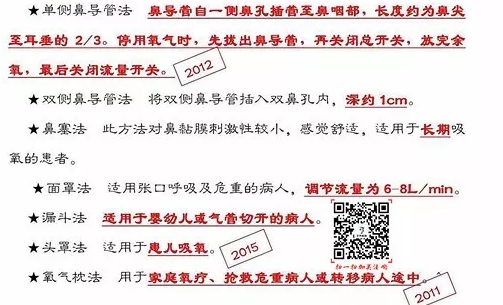 ★单侧鼻导管法 鼻导管自一侧鼻孔插管至鼻咽部，长度约为鼻尖
至耳垂的 2/3。停用氧气时，先拔出鼻导管，再关闭总开关，放完余
氧，最后关闭流量开关。 2012
★双侧鼻导管法 将双侧鼻导管插入双鼻孔内，深约 1cm。
★鼻塞法 此方法对鼻黏膜刺激性较小，感觉舒适，适用于长期吸
氧的患者。
★面罩法 适用张口呼吸及危重的病人，调节流量为 6-8L/min。
★漏斗法 适用于婴幼儿或气管切开的病人。
★头罩法 适用于患儿吸氧。 2015
扫一扫加关注哟
★氧气枕法 用于家庭氧疗、抢救危重病人或转移病人途中。
2011